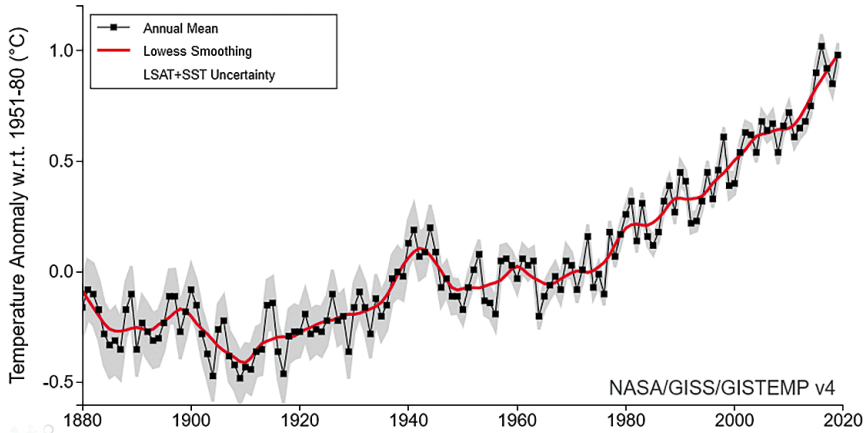 Annual Mean
Lowess Smoothing
LSAT+SST Uncertainty
Temperature Anomaly w.r.t. 1951-80 (°C)
1.0
0.5
0.0
-0.5
NASA/GISS/GISTEMP v4
1880 1900 1920 1940 1960 1980 2000 2020